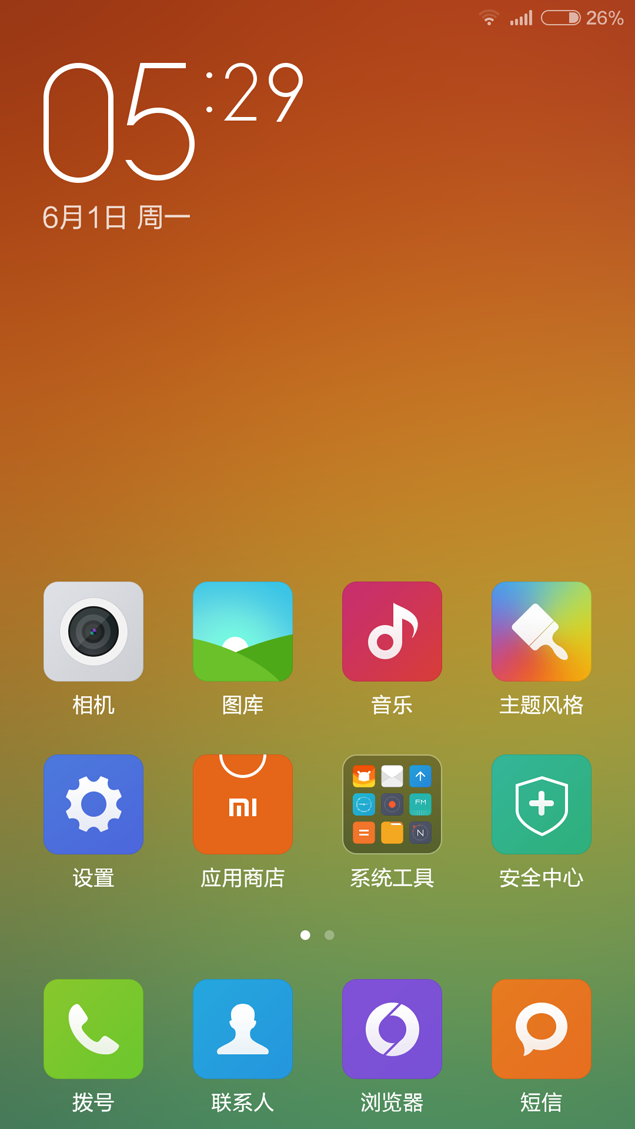 26%
05:29
6月1日 周一
相机 图库 音乐 主题风格
mi
FM
N
设置 应用商店 系统工具 安全中心
拨号 联系人 浏览器 短信